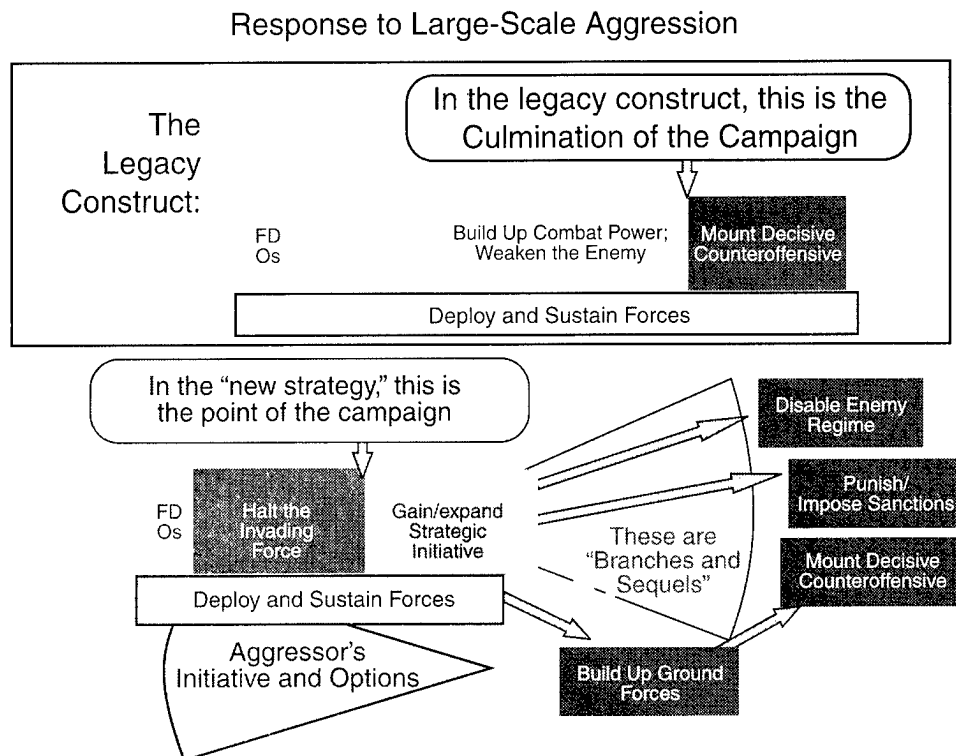 Response to Large-Scale Aggression
The
Legacy
Construct:
In the legacy construct, this is the
Culmination of the Campaign
FD
Os
Build Up Combat Power;
Weaken the Enemy
Mount Decisive
Counteroffensive
Deploy and Sustain Forces
In the “new strategy,” this is
the point of the campaign
FD
Os
Halt the
Invading
Force
Gain/expand
Strategic
Initiative
Deploy and Sustain Forces
Aggressor’s
Initiative and Options
These are
“Branches and
Sequels”
Disable Enemy
Regime
Punish/
Impose Sanctions
Mount Decisive
Counteroffensive
Build Up Ground
Forces